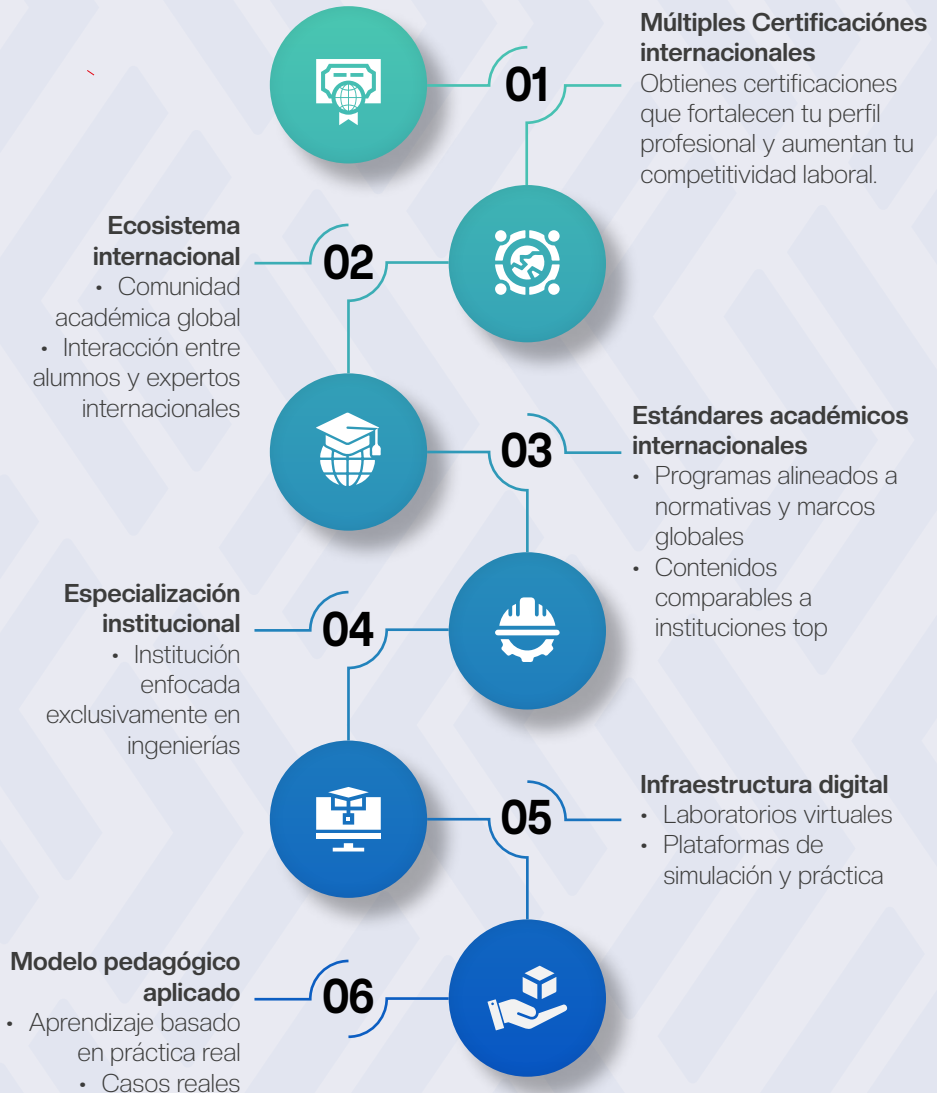 01
Múltiples Certificaciónes
internacionales
Obtienes certificaciones
que fortalecen tu perfil
profesional y aumentan tu
competitividad laboral.
Ecosistema
internacional
• Comunidad
académica global
• Interacción entre
alumnos y expertos
internacionales
02
03
Estándares académicos
internacionales
• Programas alineados a
normativas y marcos
globales
• Contenidos
comparables a
instituciones top
Especialización
institucional
• Institución
enfocada
exclusivamente en
ingenierías
04
05
Infraestructura digital
• Laboratorios virtuales
• Plataformas de
simulación y práctica
Modelo pedagógico
aplicado
• Aprendizaje basado
en práctica real
• Casos reales
06